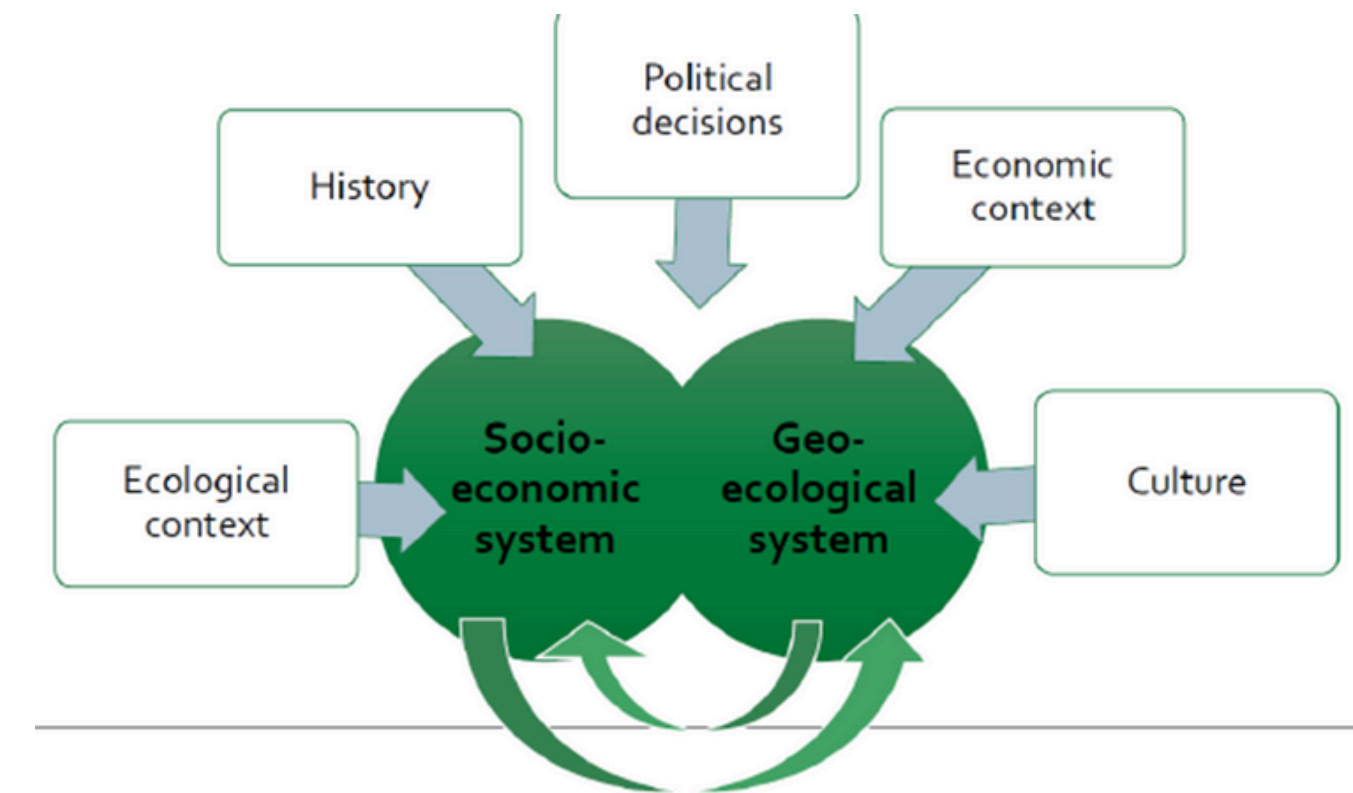 Political
decisions
History
Economic
context
Ecological
context
Socio-
economic
system
Geo-
ecological
system
Culture